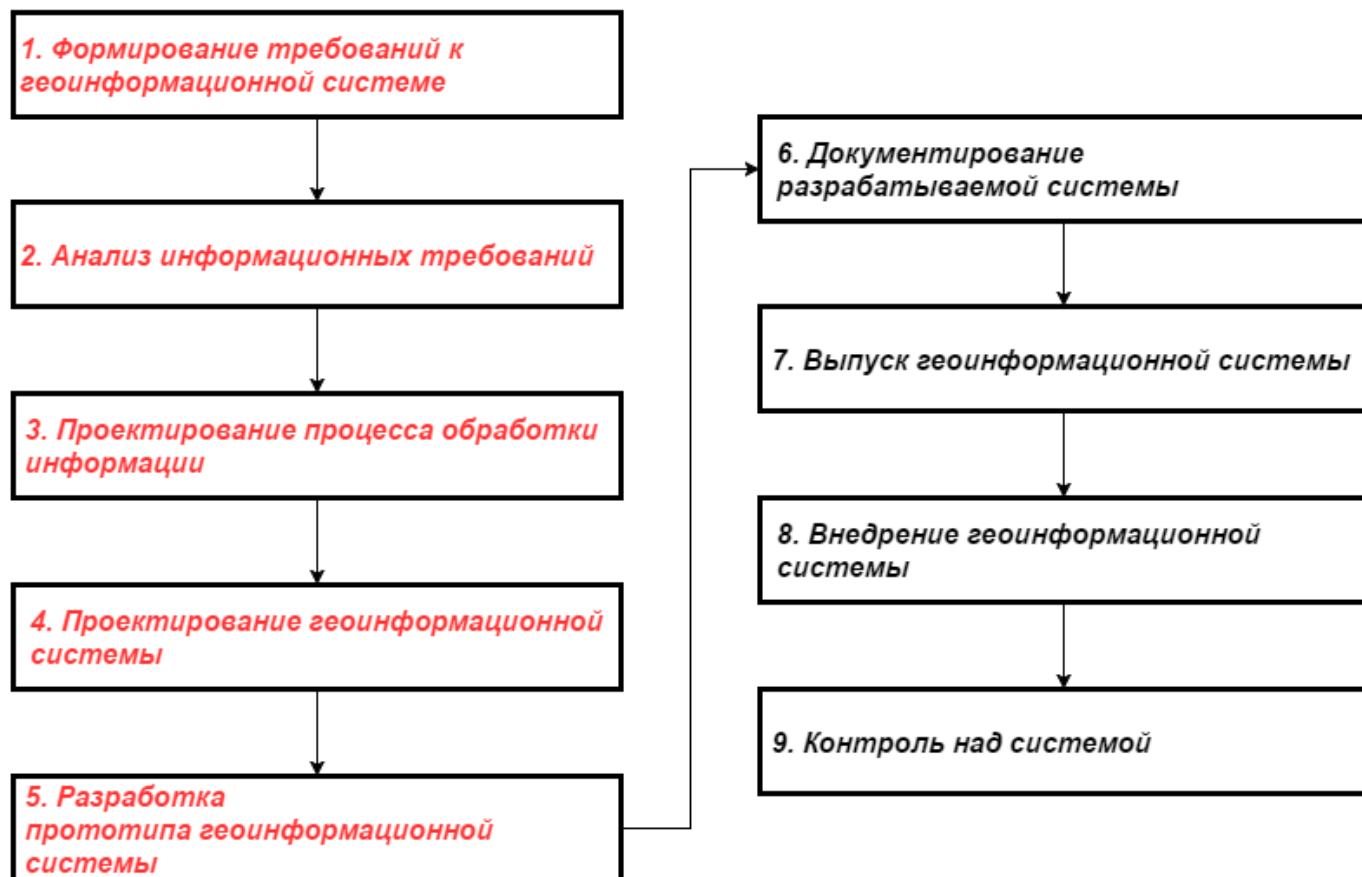 1. Формирование требований к
геоинформационной системе
2. Анализ информационных требований
3. Проектирование процесса обработки
информации
4. Проектирование геоинформационной
системы
5. Разработка
прототипа геоинформационной
системы
6. Документирование
разрабатываемой системы
7. Выпуск геоинформационной системы
8. Внедрение геоинформационной
системы
9. Контроль над системой